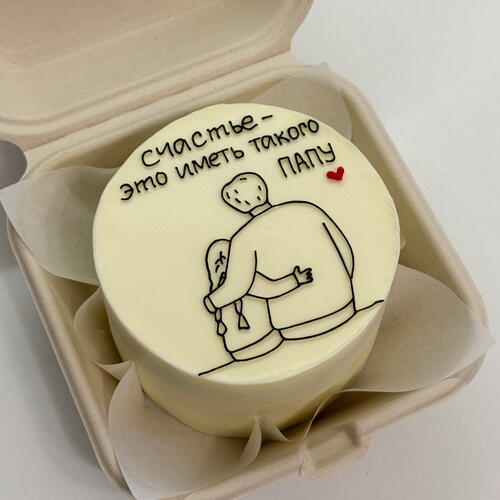 счастье -
это иметь такого
ПАПУ